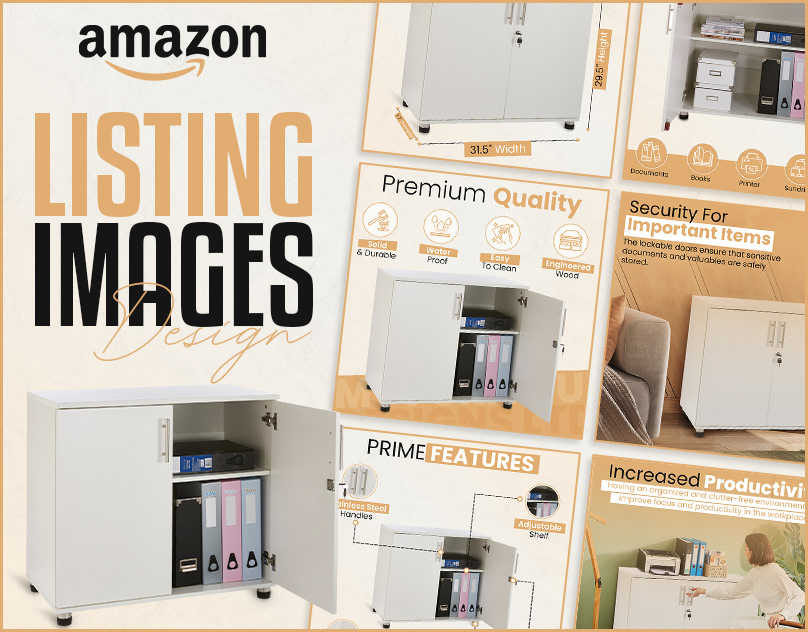 amazon
LISTING
IMAGES
Design
29.5" Height
31.5" Width
Documents
Books
Printer
Premium Quality
Solid
& Durable
Water
Proof
Easy
To Clean
Engineered
Wood
Security For
Important Items
The lockable doors ensure that sensitive
documents and valuables are safely
stored.
PRIME FEATURES
Handles
Adjustable
Shelf
Increased
Having an organized and clutter-free environment
improve focus and productivity in the